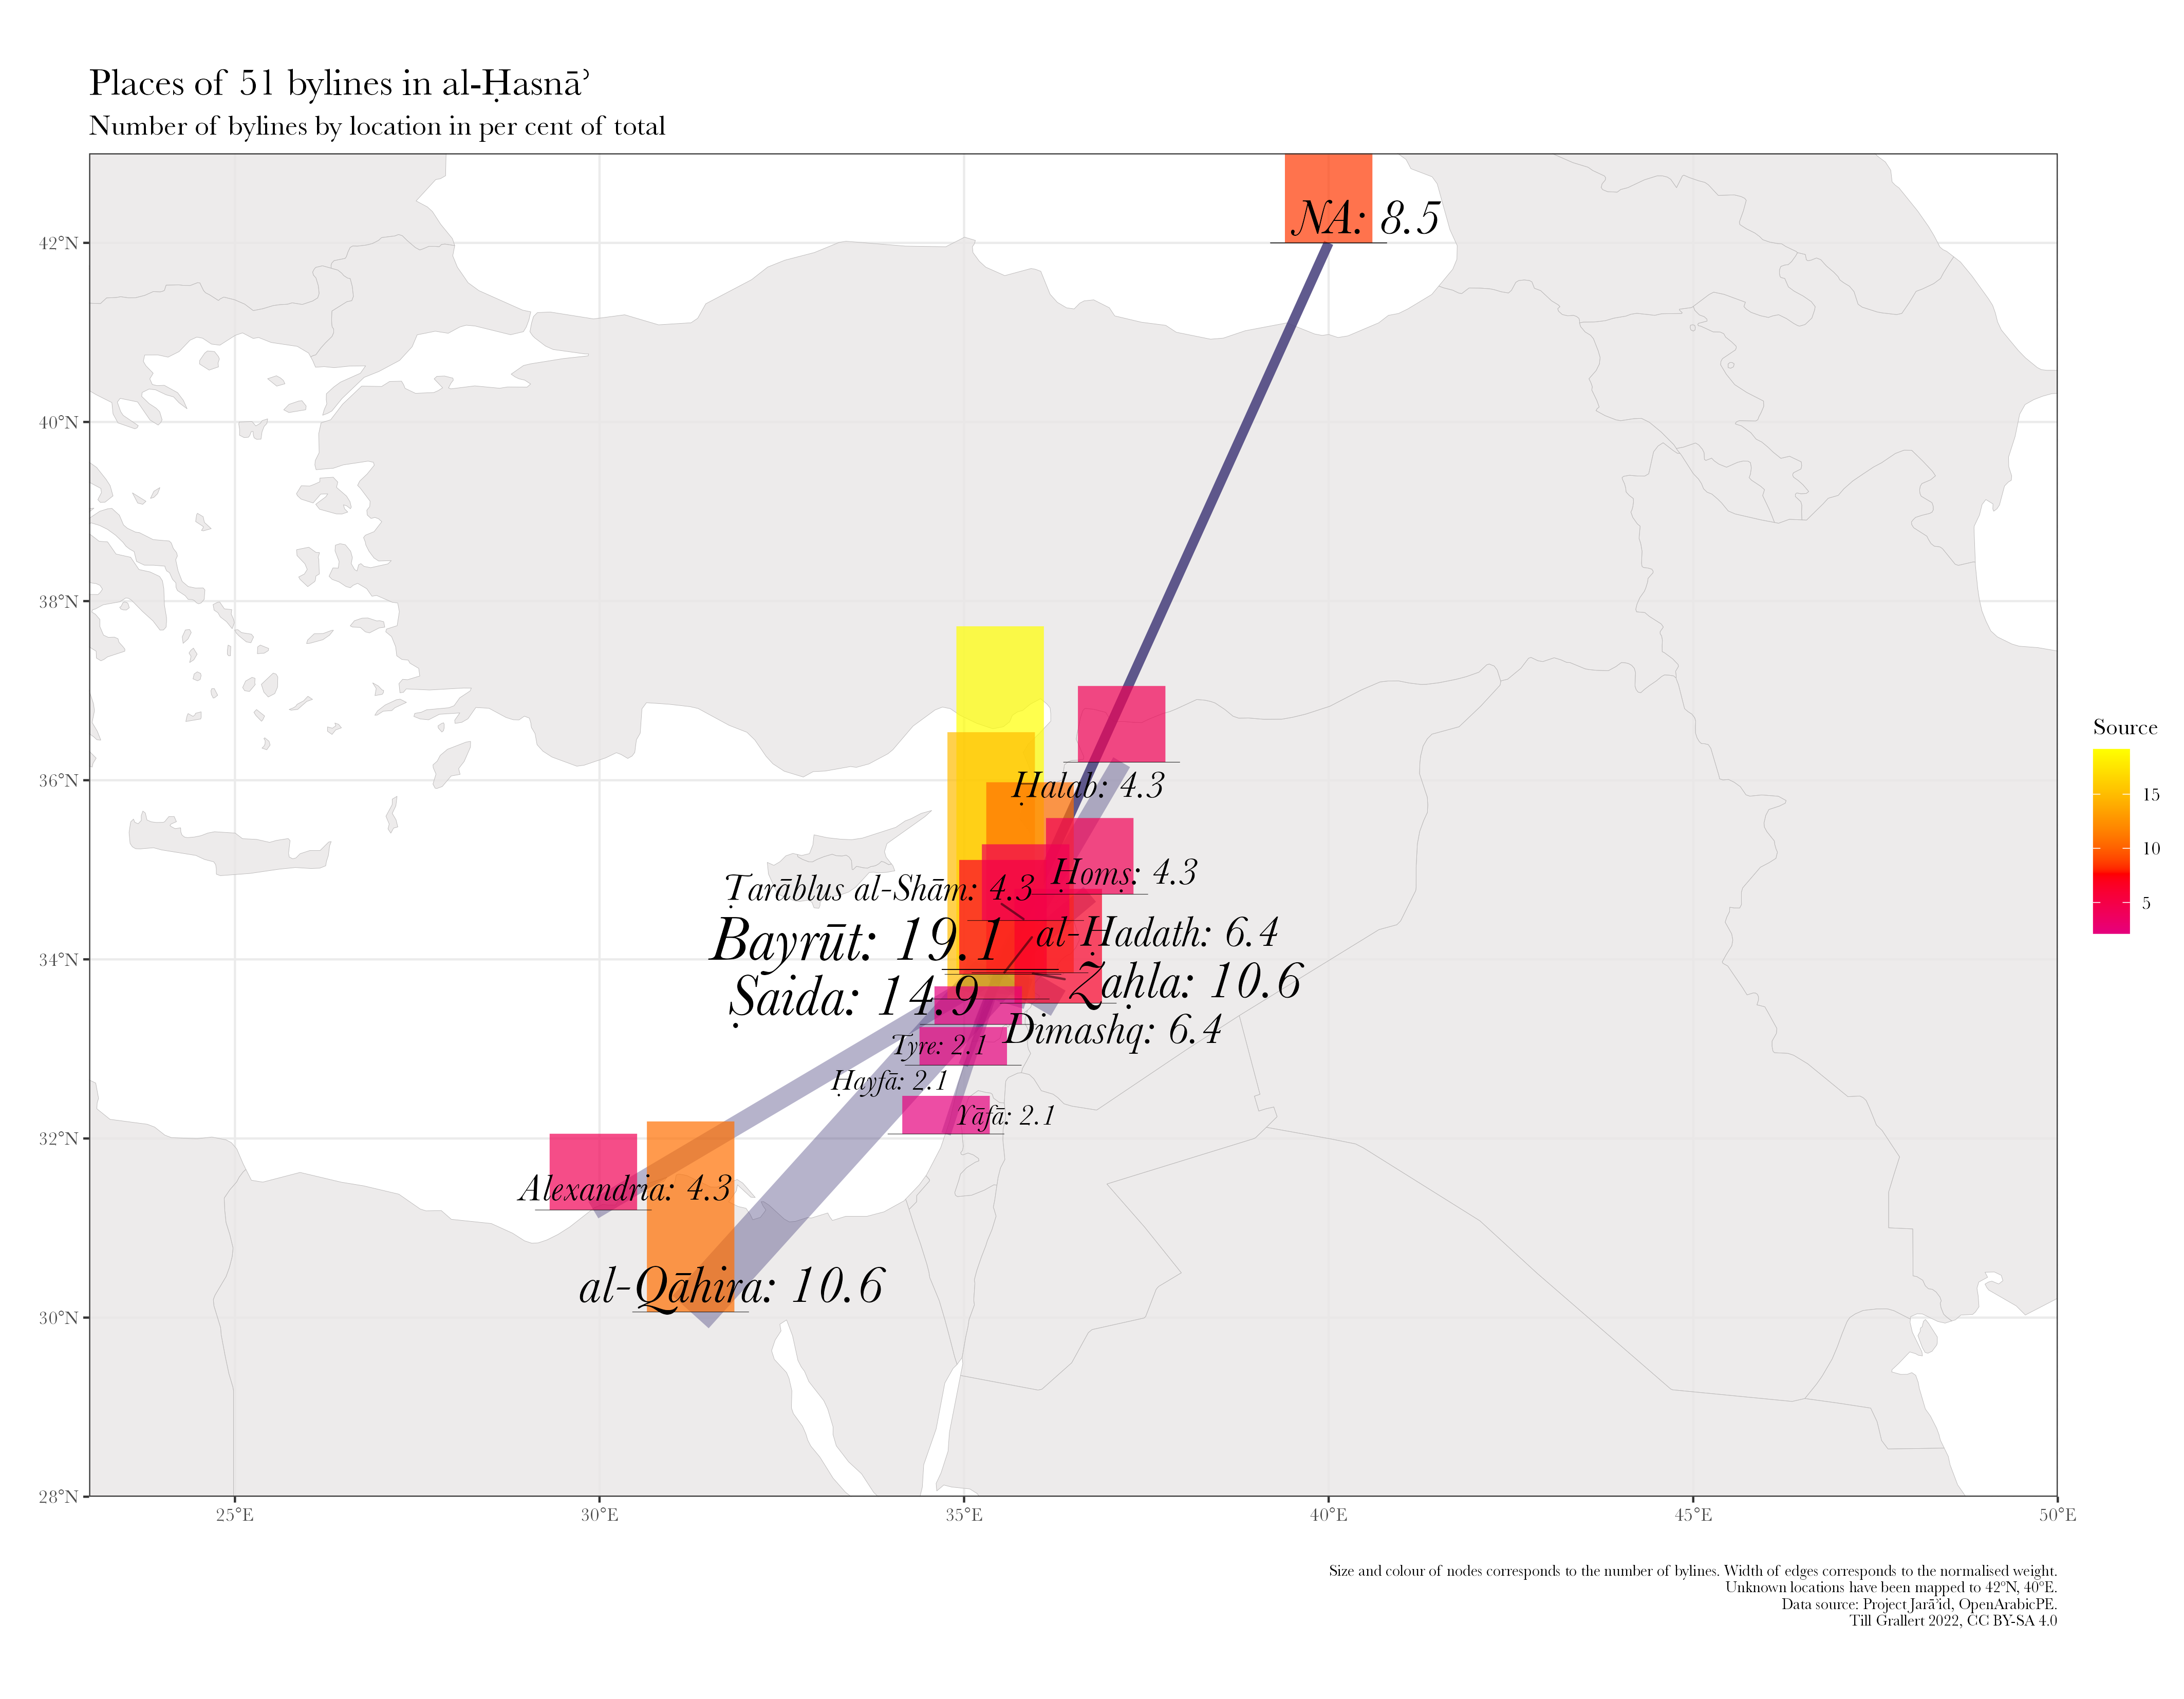 Places of 51 bylines in al-Ḥasnāʾ
Number of bylines by location in per cent of total
NA: 8.5
42°N
40°N
38°N
36°N
34°N
32°N
30°N
28°N
Ḥalab: 4.3
Ḥomṣ: 4.3
Ṭarāblus al-Shām: 4.3
al-Ḥadath: 6.4
Bayrūt: 19.1
Zaḥla: 10.6
Ṣaida: 14.9
Dimashq: 6.4
Tyre: 2.1
Ḥayfā: 2.1
Yāfā: 2.1
Alexandria: 4.3
al-Qāhira: 10.6
25°E
30°E
35°E
40°E
45°E
50°E
Source
15
10
5
Size and colour of nodes corresponds to the number of bylines. Width of edges corresponds to the normalised weight.
Unknown locations have been mapped to 42°N, 40°E.
Data source: Project Jarāʾid, OpenArabicPE.
Till Grallert 2022, CC BY-SA 4.0